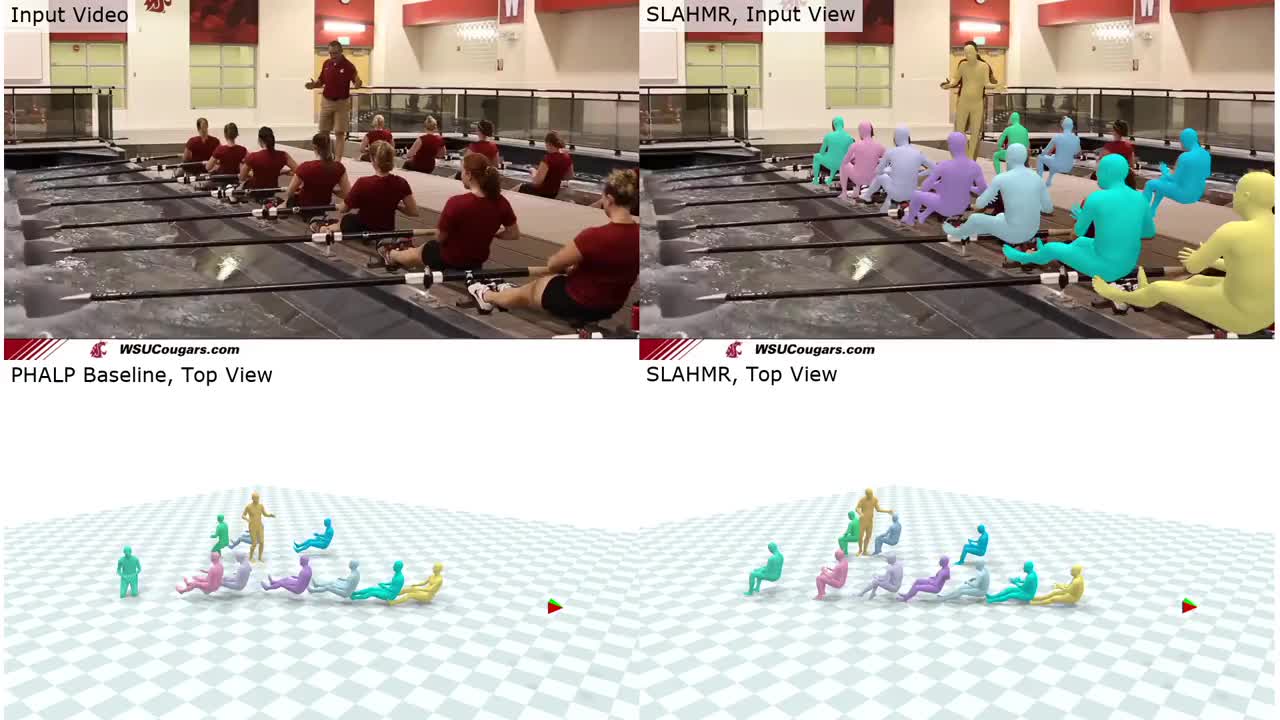 Input Video
SLAHMR, Input View
WSUCougars.com
WSUCougars.com
PHALP Baseline, Top View
SLAHMR, Top View